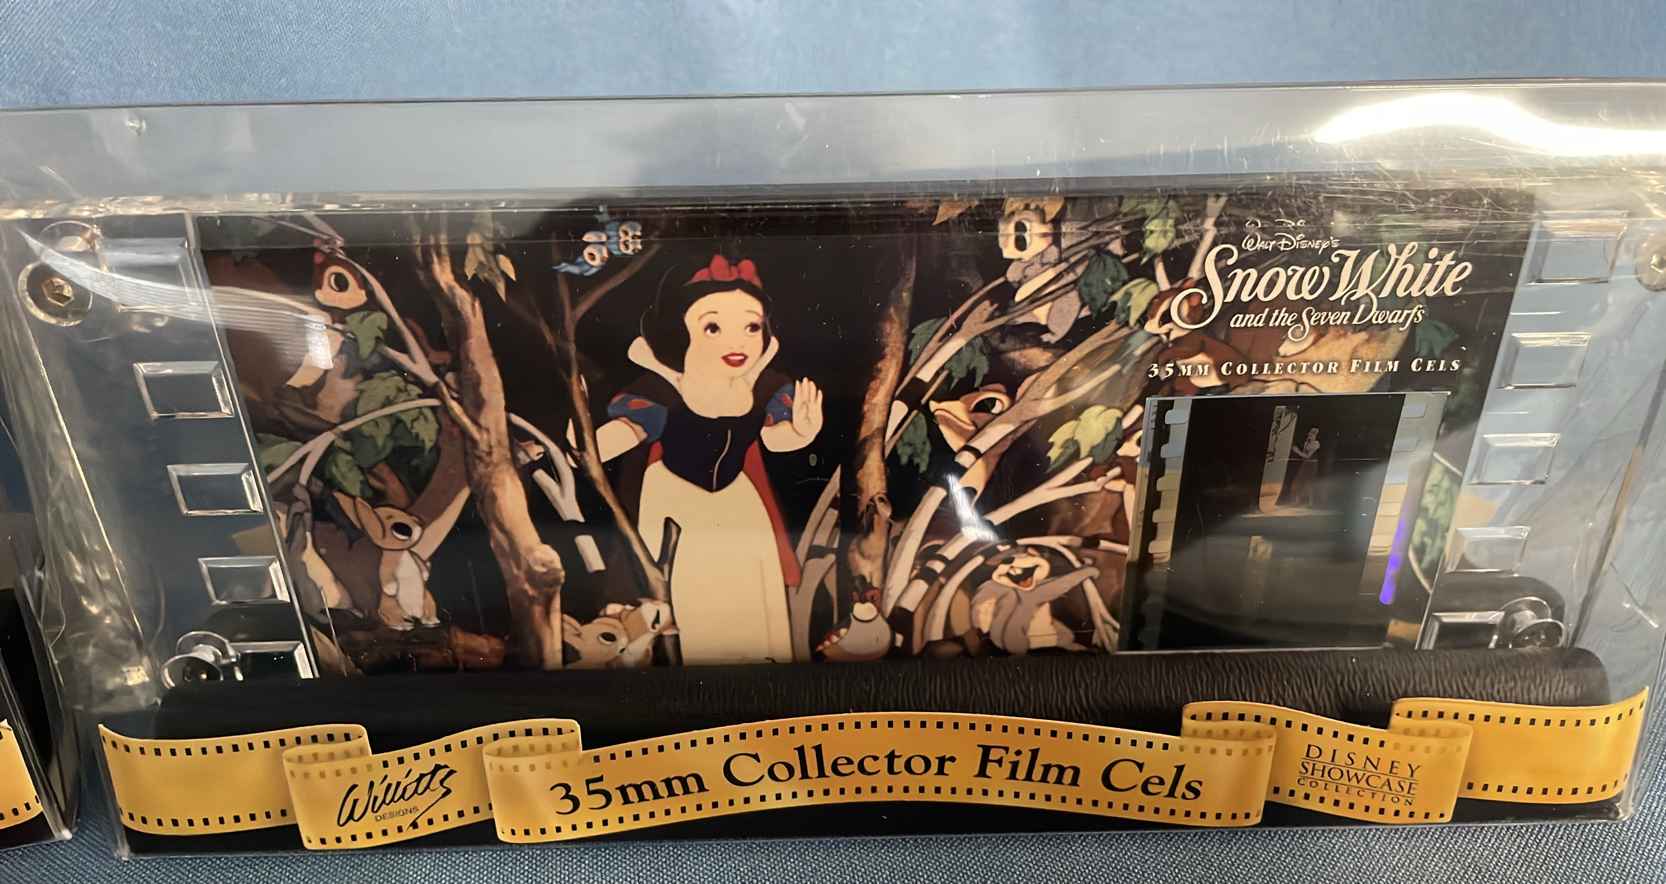 Walt Disney's
Snow White
and the Seven Dwarfs
35mm Collector Film Cels
Willitts
DESIGNS
35mm Collector Film Cels
DISNEY
SHOWCASE
COLLECTION